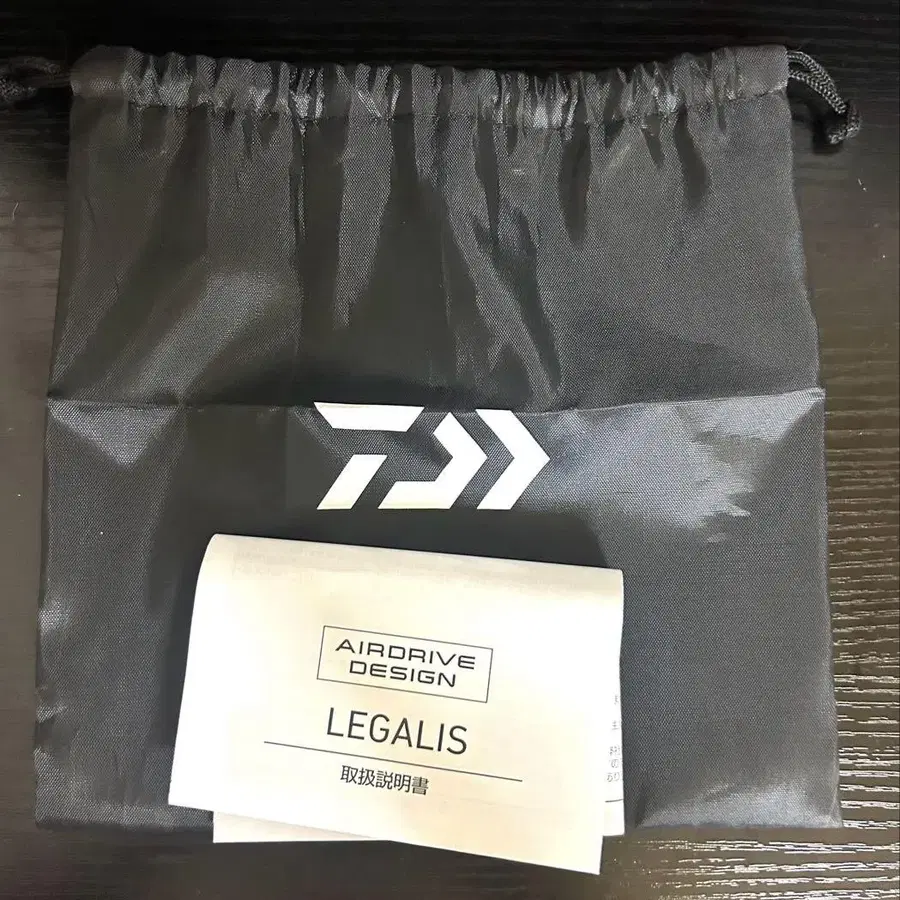 AIRDRIVE
DESIGN
LEGALIS
取扱説明書